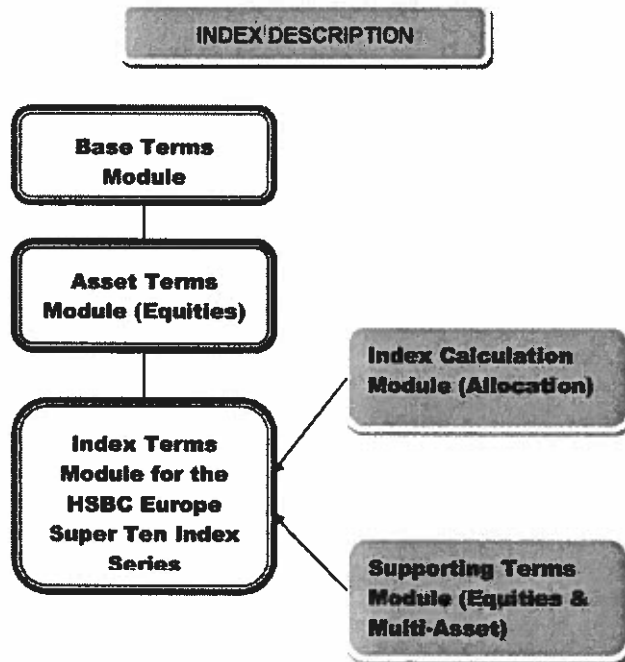 INDEX DESCRIPTION
Base Terms
Module
Asset Terms
Module (Equities)
Index Terms
Module for the
HSBC Europe
Super Ten Index
Series
Index Calculation
Module (Allocation)
Supporting Terms
Module (Equities &
Multi-Asset)